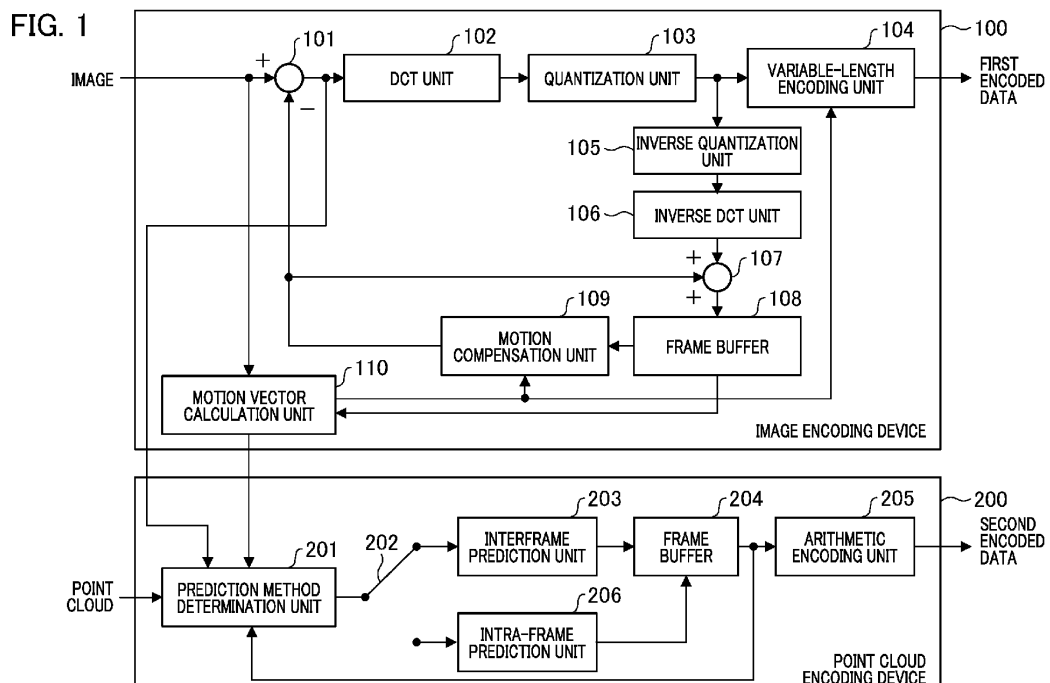 FIG. 1
100
101
102
103
104
IMAGE
+
−
DCT UNIT
QUANTIZATION UNIT
VARIABLE-LENGTH
ENCODING UNIT
FIRST
ENCODED
DATA
105
INVERSE QUANTIZATION
UNIT
106
INVERSE DCT UNIT
+
107
+
109
108
MOTION
COMPENSATION UNIT
FRAME BUFFER
110
MOTION VECTOR
CALCULATION UNIT
IMAGE ENCODING DEVICE
200
203
204
205
INTERFRAME
PREDICTION UNIT
FRAME
BUFFER
ARITHMETIC
ENCODING UNIT
SECOND
ENCODED
DATA
201
202
POINT
CLOUD
PREDICTION METHOD
DETERMINATION UNIT
206
INTRA-FRAME
PREDICTION UNIT
POINT CLOUD
ENCODING DEVICE